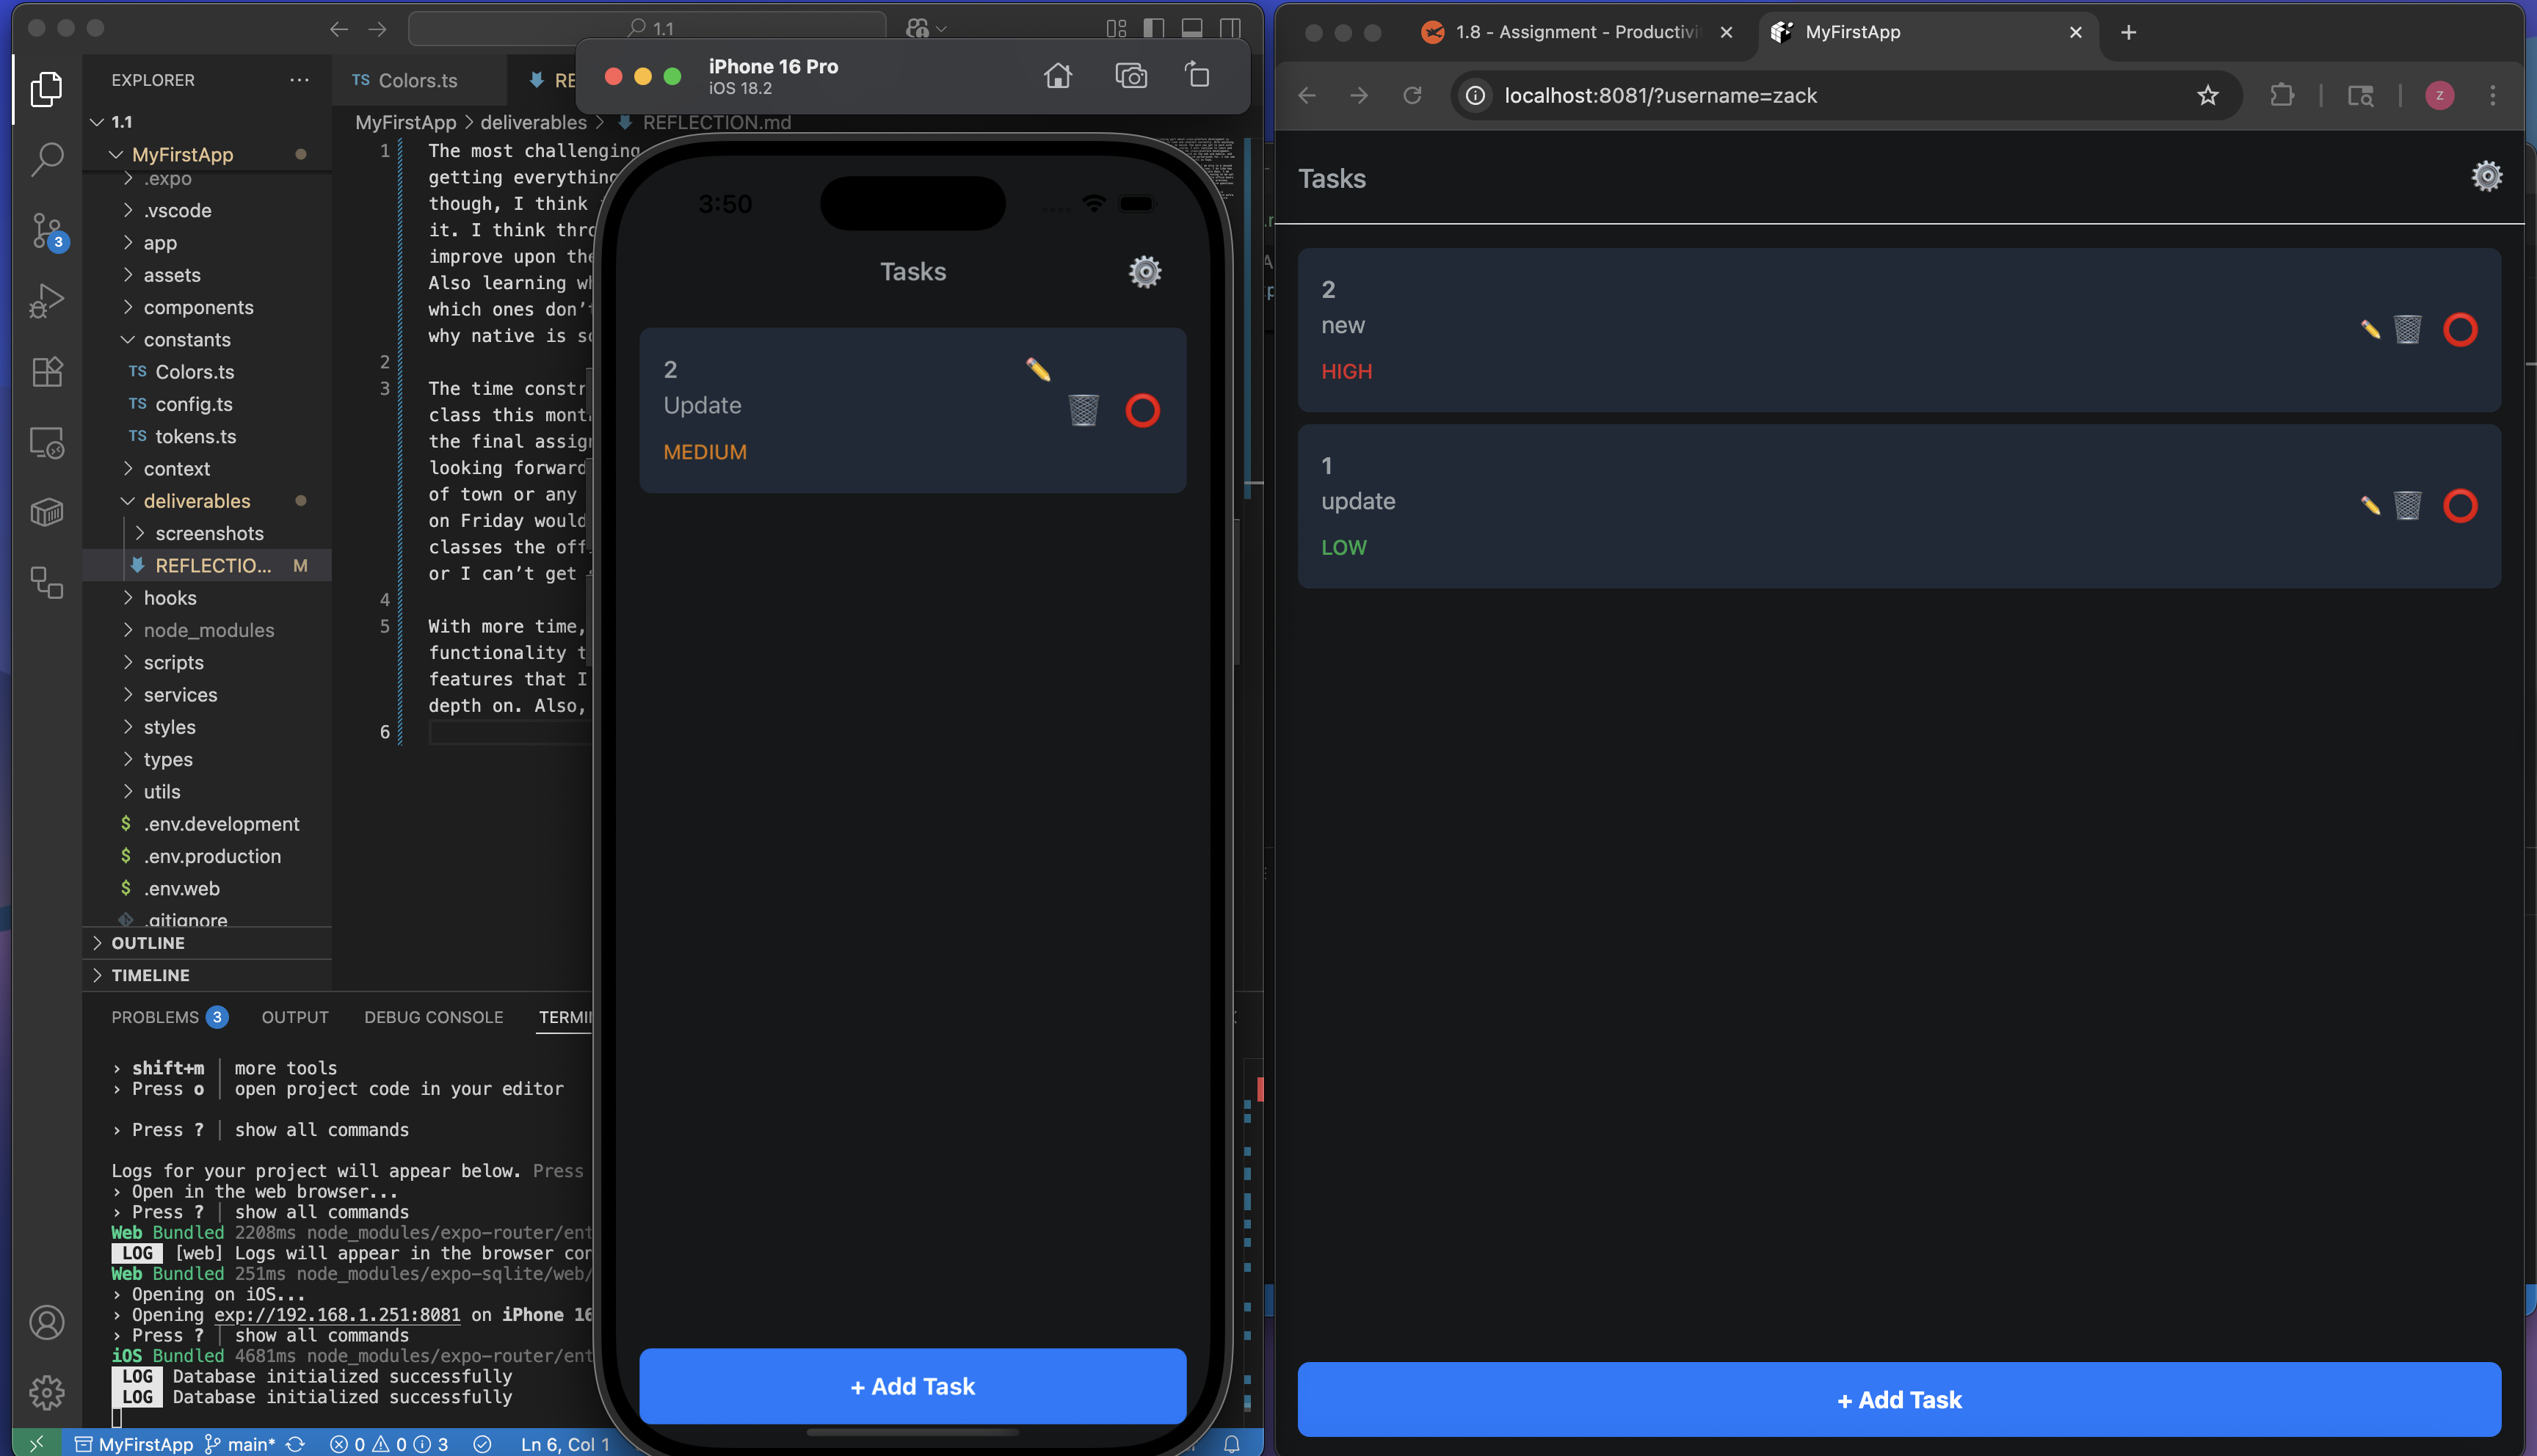 1.1
EXPLORER
1.1
MyFirstApp
.expo
.vscode
app
assets
components
constants
TS Colors.ts
TS config.ts
TS tokens.ts
context
deliverables
screenshots
REFLECTIO... M
hooks
node_modules
scripts
services
styles
types
utils
$ .env.development
$ .env.production
$ .env.web
.gitignore
OUTLINE
TIMELINE
3
TS Colors.ts
RE
MyFirstApp > deliverables > REFLECTION.md
1 The most challenging
getting everything
though, I think
it. I think thro
improve upon the
Also learning wh
which ones don't
why native is so
2
3 The time constr
class this mont
the final assign
looking forward
of town or any
on Friday would
classes the off
or I can't get
4
5 With more time,
functionality t
features that I
depth on. Also,
6
PROBLEMS 3 OUTPUT DEBUG CONSOLE TERMI
› shift+m │ more tools
› Press o │ open project code in your editor
› Press ? │ show all commands
Logs for your project will appear below. Press
› Open in the web browser...
› Press ? │ show all commands
Web Bundled 2208ms node_modules/expo-router/ent
LOG [web] Logs will appear in the browser con
Web Bundled 251ms node_modules/expo-sqlite/web/
› Opening on iOS...
› Opening exp://192.168.1.251:8081 on iPhone 16
› Press ? │ show all commands
iOS Bundled 4681ms node_modules/expo-router/ent
LOG Database initialized successfully
LOG Database initialized successfully
MyFirstApp main* 0 0 3 Ln 6, Col 1
iPhone 16 Pro
iOS 18.2
3:50
Tasks
2
Update
MEDIUM
+ Add Task
1.8 - Assignment - Productivi
MyFirstApp
localhost:8081/?username=zack
z
Tasks
2
new
HIGH
1
update
LOW
+ Add Task